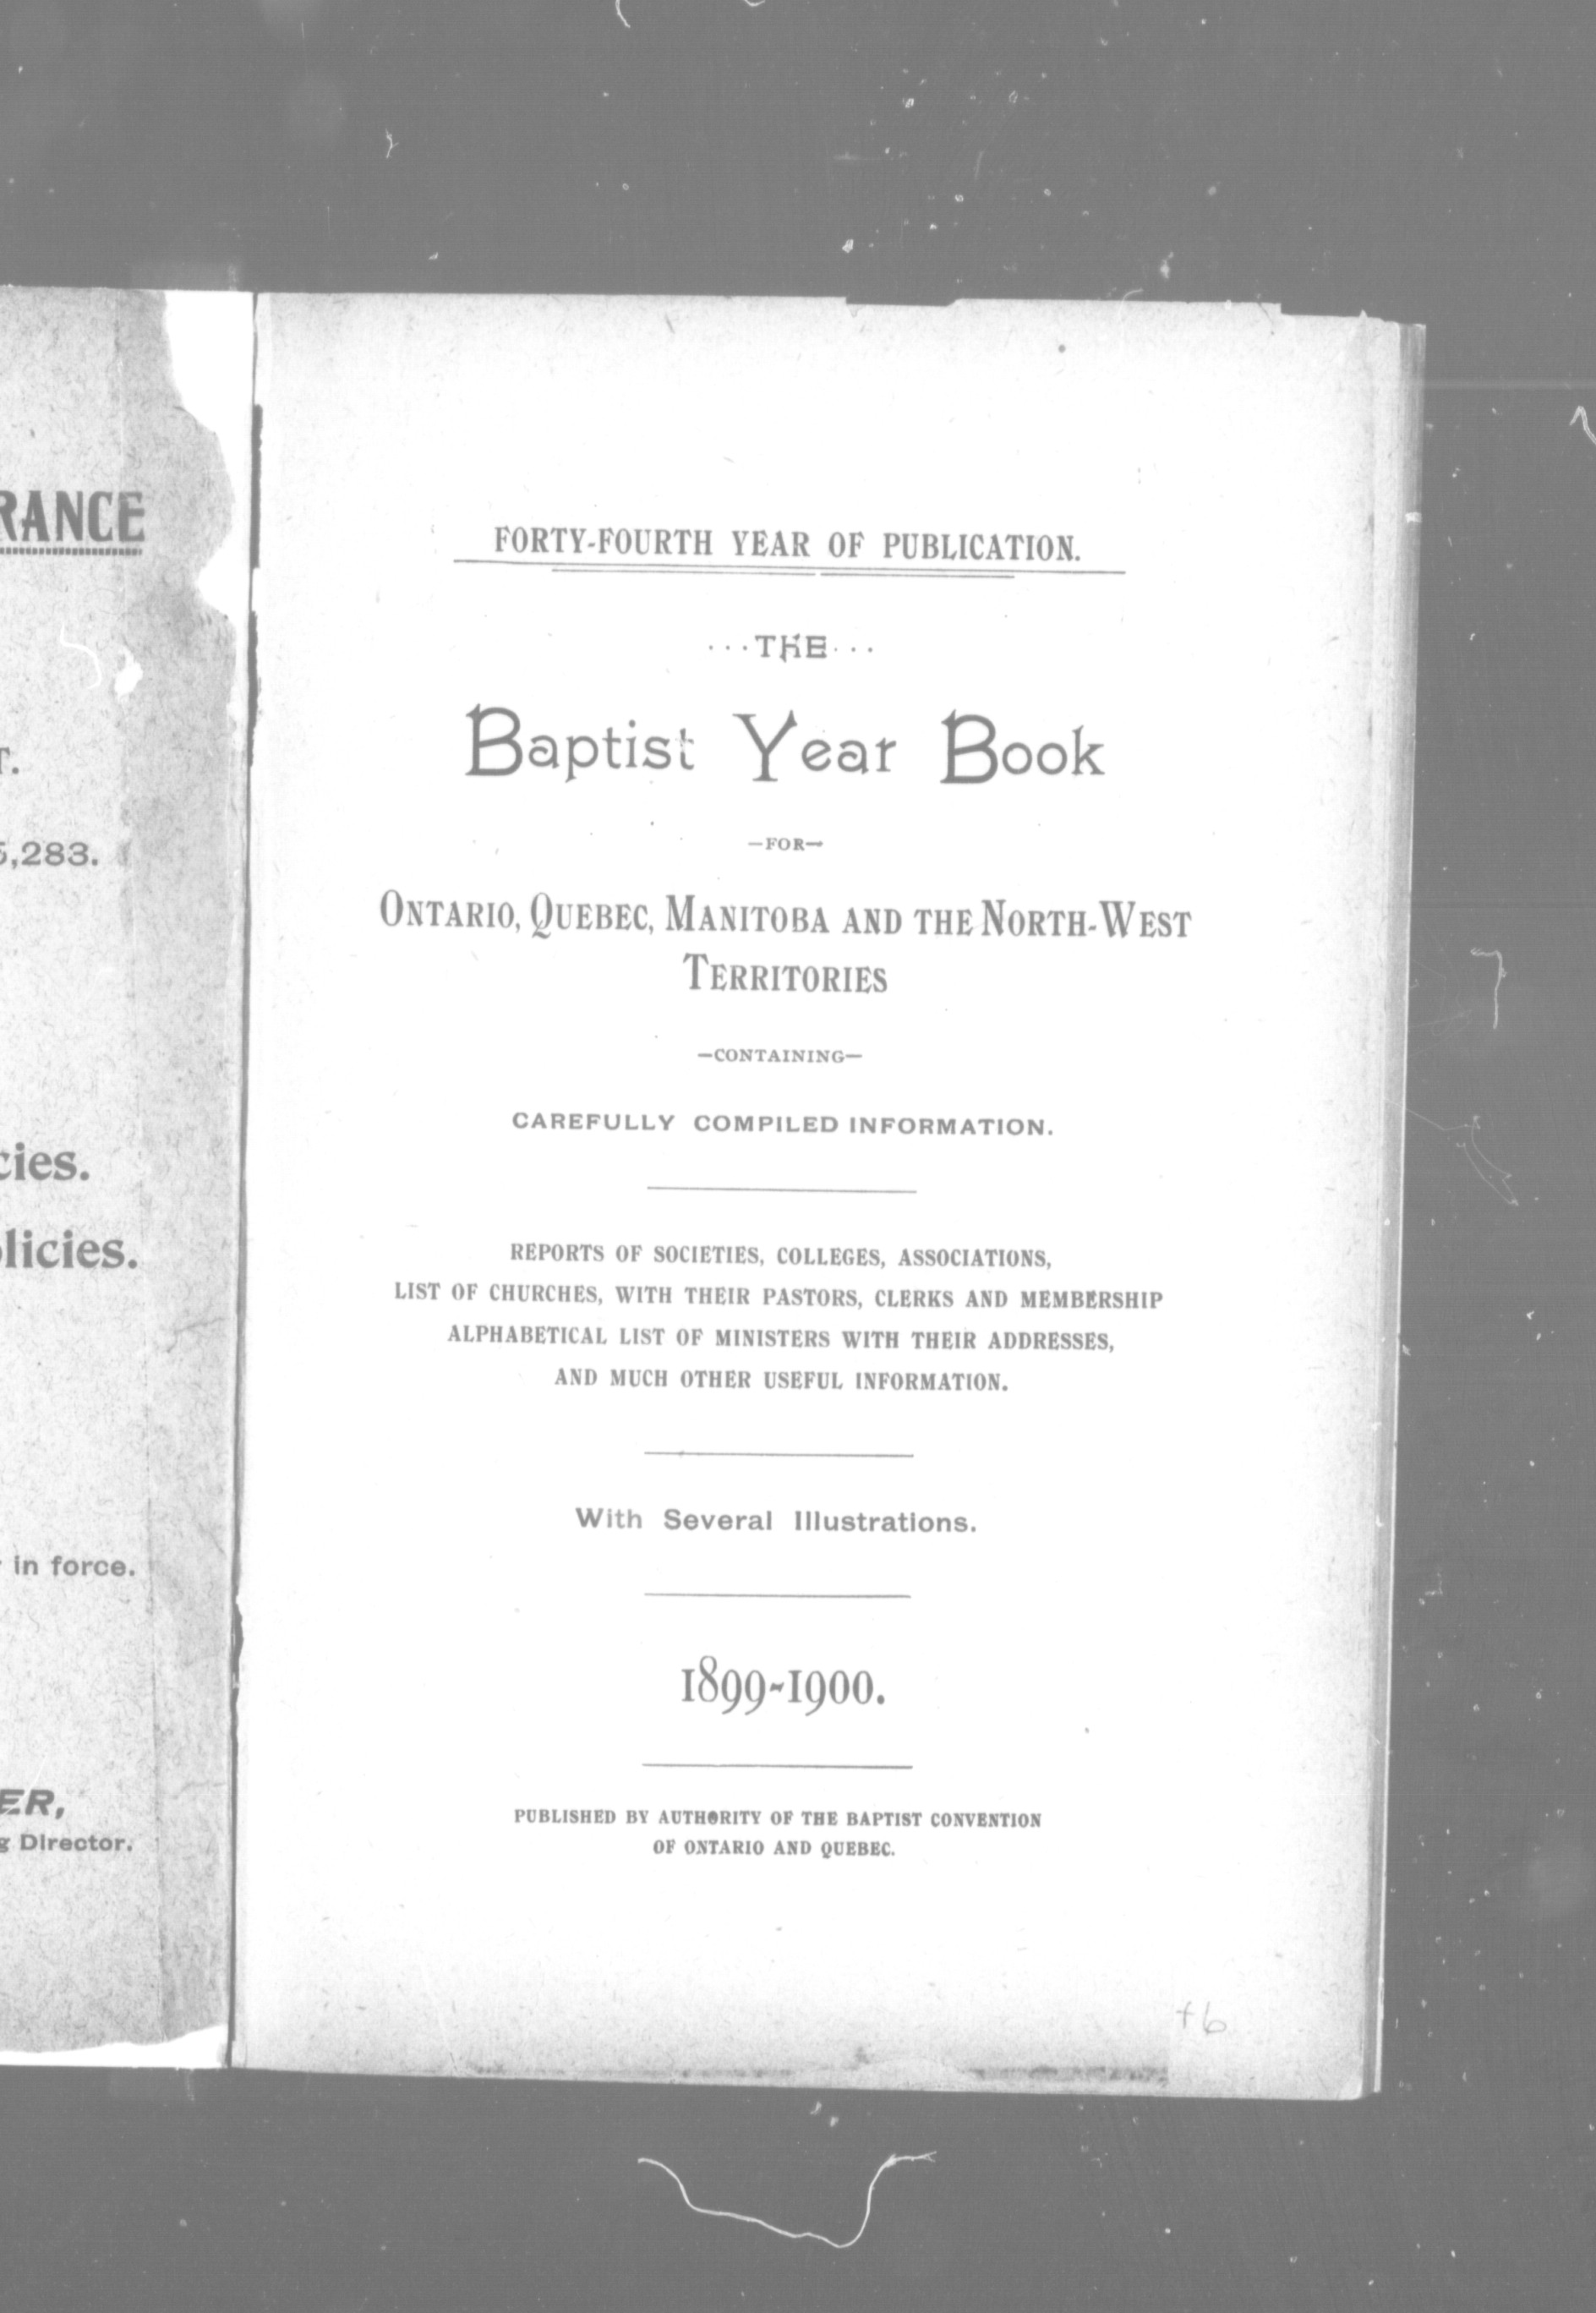 RANCE
T.
5,283.
cies.
licies.
in force.
ER,
g Director.
FORTY-FOURTH YEAR OF PUBLICATION.
...THE...
Baptist Year Book
—FOR—
ONTARIO, QUEBEC, MANITOBA AND THE NORTH-WEST
TERRITORIES
—CONTAINING—
CAREFULLY COMPILED INFORMATION.
REPORTS OF SOCIETIES, COLLEGES, ASSOCIATIONS,
LIST OF CHURCHES, WITH THEIR PASTORS, CLERKS AND MEMBERSHIP
ALPHABETICAL LIST OF MINISTERS WITH THEIR ADDRESSES,
AND MUCH OTHER USEFUL INFORMATION.
With Several Illustrations.
1899-1900.
PUBLISHED BY AUTHORITY OF THE BAPTIST CONVENTION
OF ONTARIO AND QUEBEC.